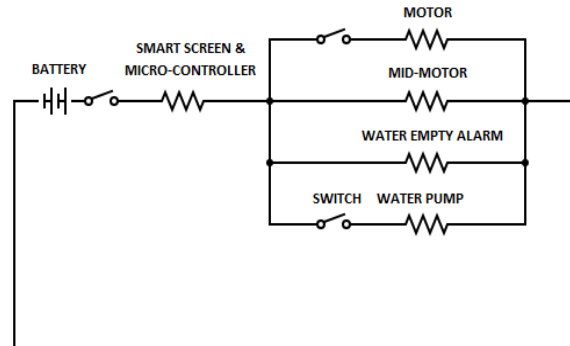 MOTOR
SMART SCREEN &
MICRO-CONTROLLER
BATTERY
MID-MOTOR
WATER EMPTY ALARM
SWITCH
WATER PUMP